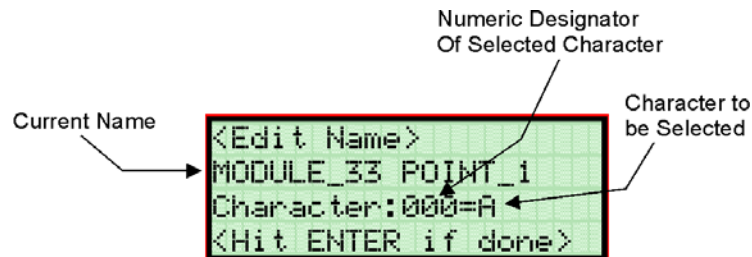 Numeric Designator
Of Selected Character
Character to
be Selected
Current Name
<Edit Name>
MODULE_33 POINT_1
Character:000=A
<Hit ENTER if done>